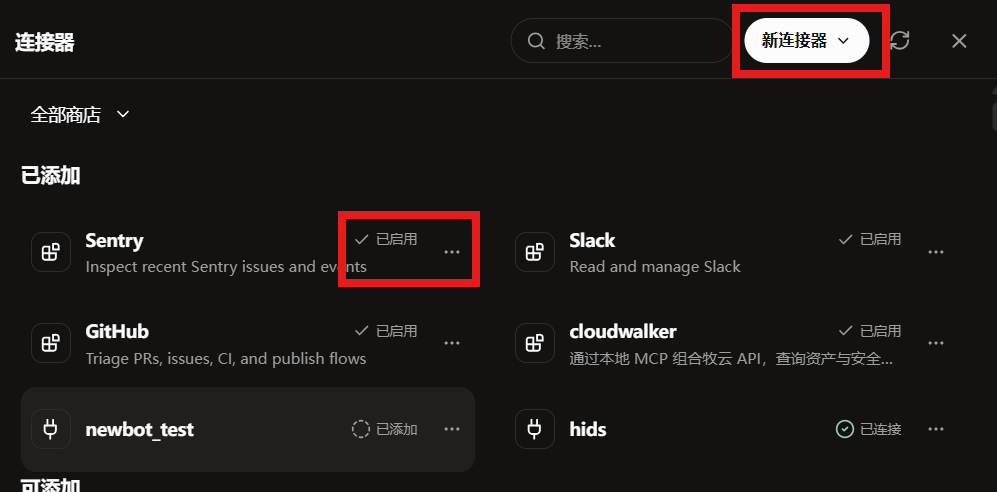 连接器
搜索...
新连接器
全部商店
已添加
Sentry
已启用
Inspect recent Sentry issues and events
Slack
已启用
Read and manage Slack
GitHub
已启用
Triage PRs, issues, CI, and publish flows
cloudwalker
已启用
通过本地 MCP 组合牧云 API，查询资产与安全...
newbot_test
已添加
hids
已连接
可添加